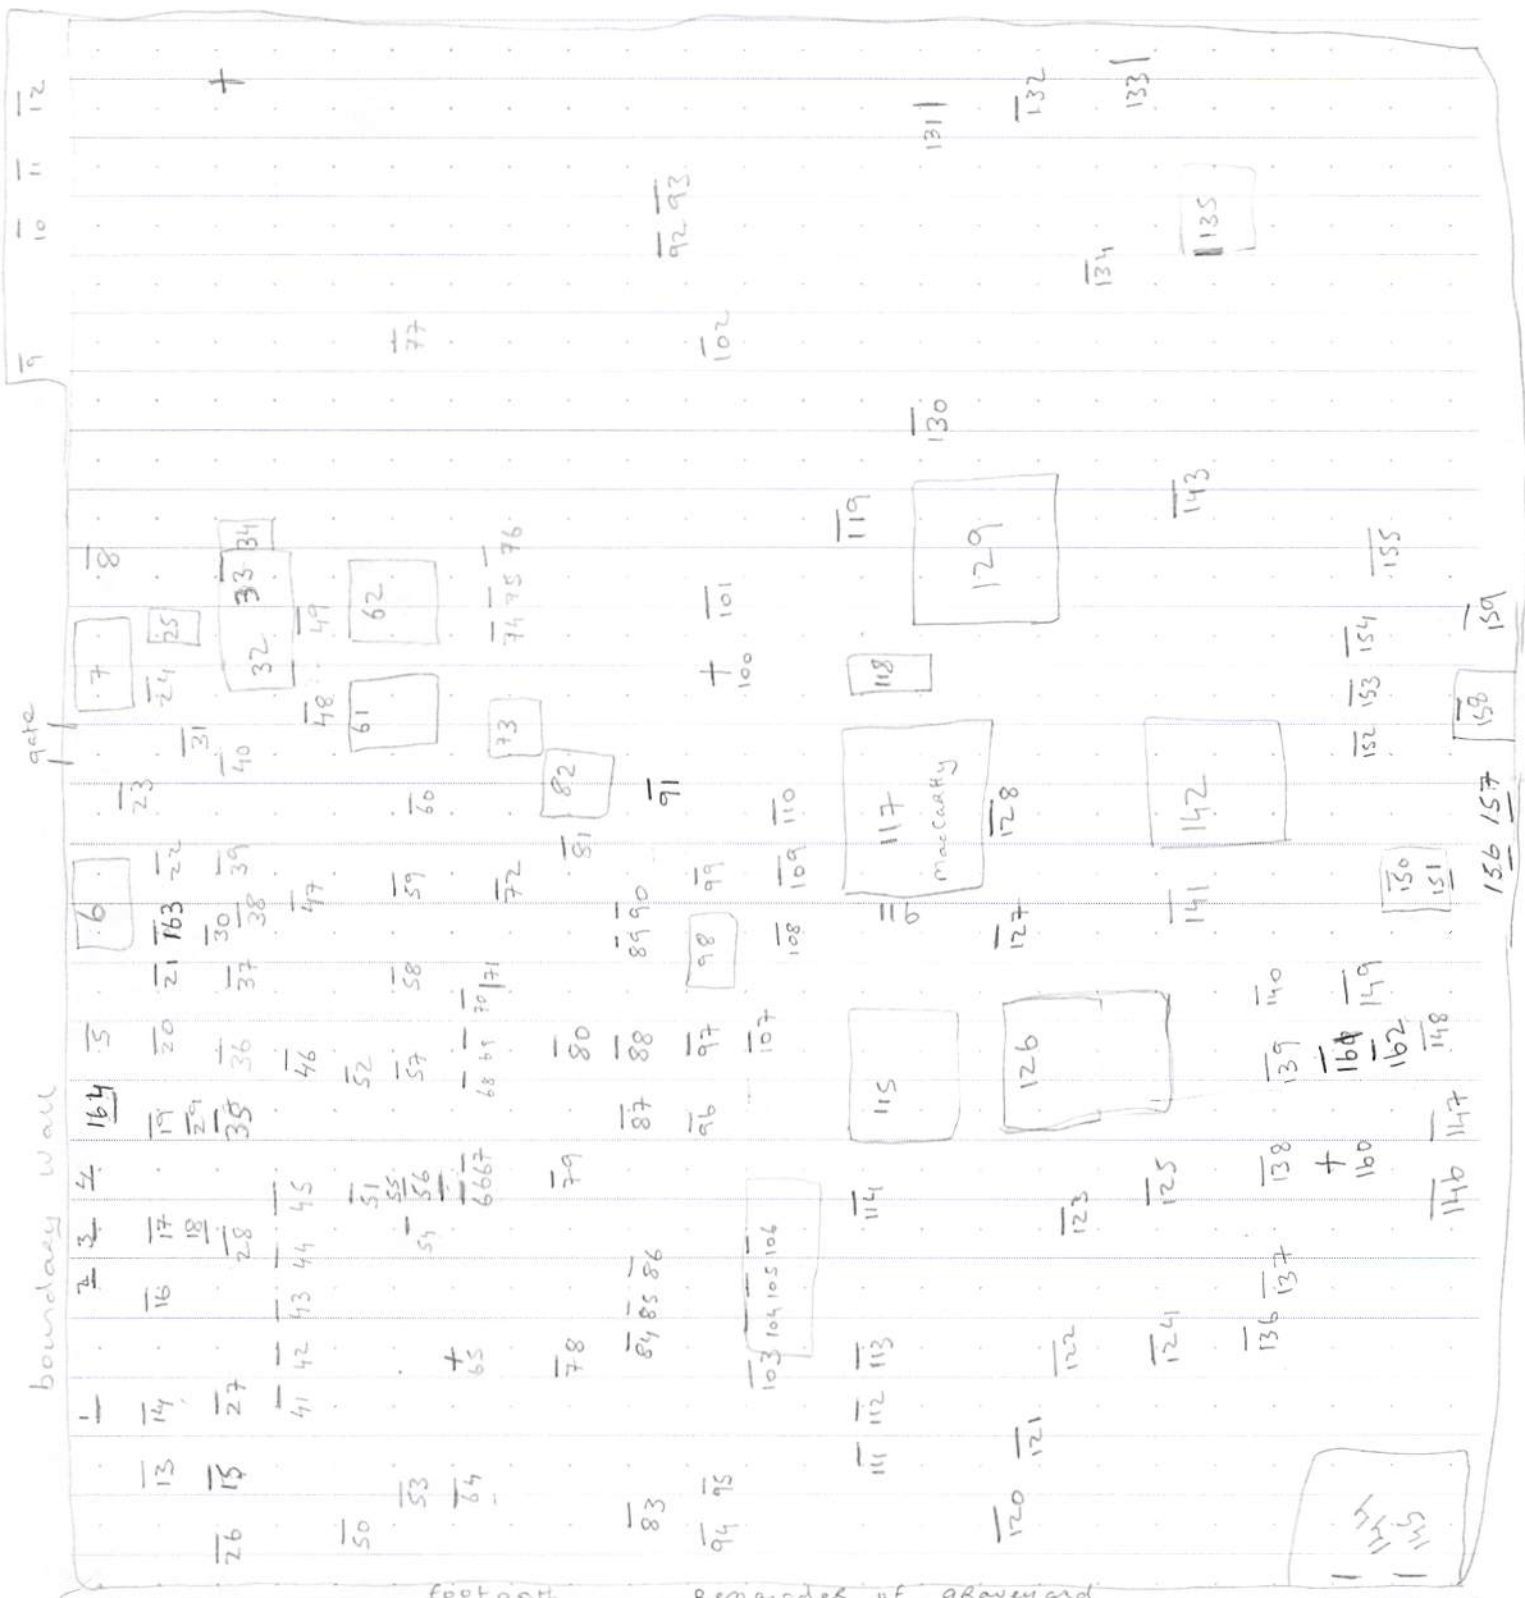 boundary wall gate
9 10 11 12
1 2 3 4 164 5 6 7 8
13 14 16 17 19 20 21 163 22 23 24 25
18 29 31
26 15 27 28 35 36 37 30 38 39 40 32 33 34
41 42 43 44 45 46 47 48 49
50 51 52 61 62
55
53 54 56 57 58 59 60 77
64 65 66 67 68 69 70 71 72 73 74 75 76
78 79 80 81 82
83 84 85 86 87 88 89 90 91 92 93
94 95 96 97 98 99 100 101 102
103 104 105 106 107 108 109 110
111 112 113 114 115 117 118 119
MacCarthy
130 131
120 121 126 127 128 129 132
122 123 134 133
124 125 141 142 143 135
136 137 138 139 140
160 161 149 152 153 154 155
162 150
145 148 151
146 147 158 159
156 157
footpath remainder of graveyard